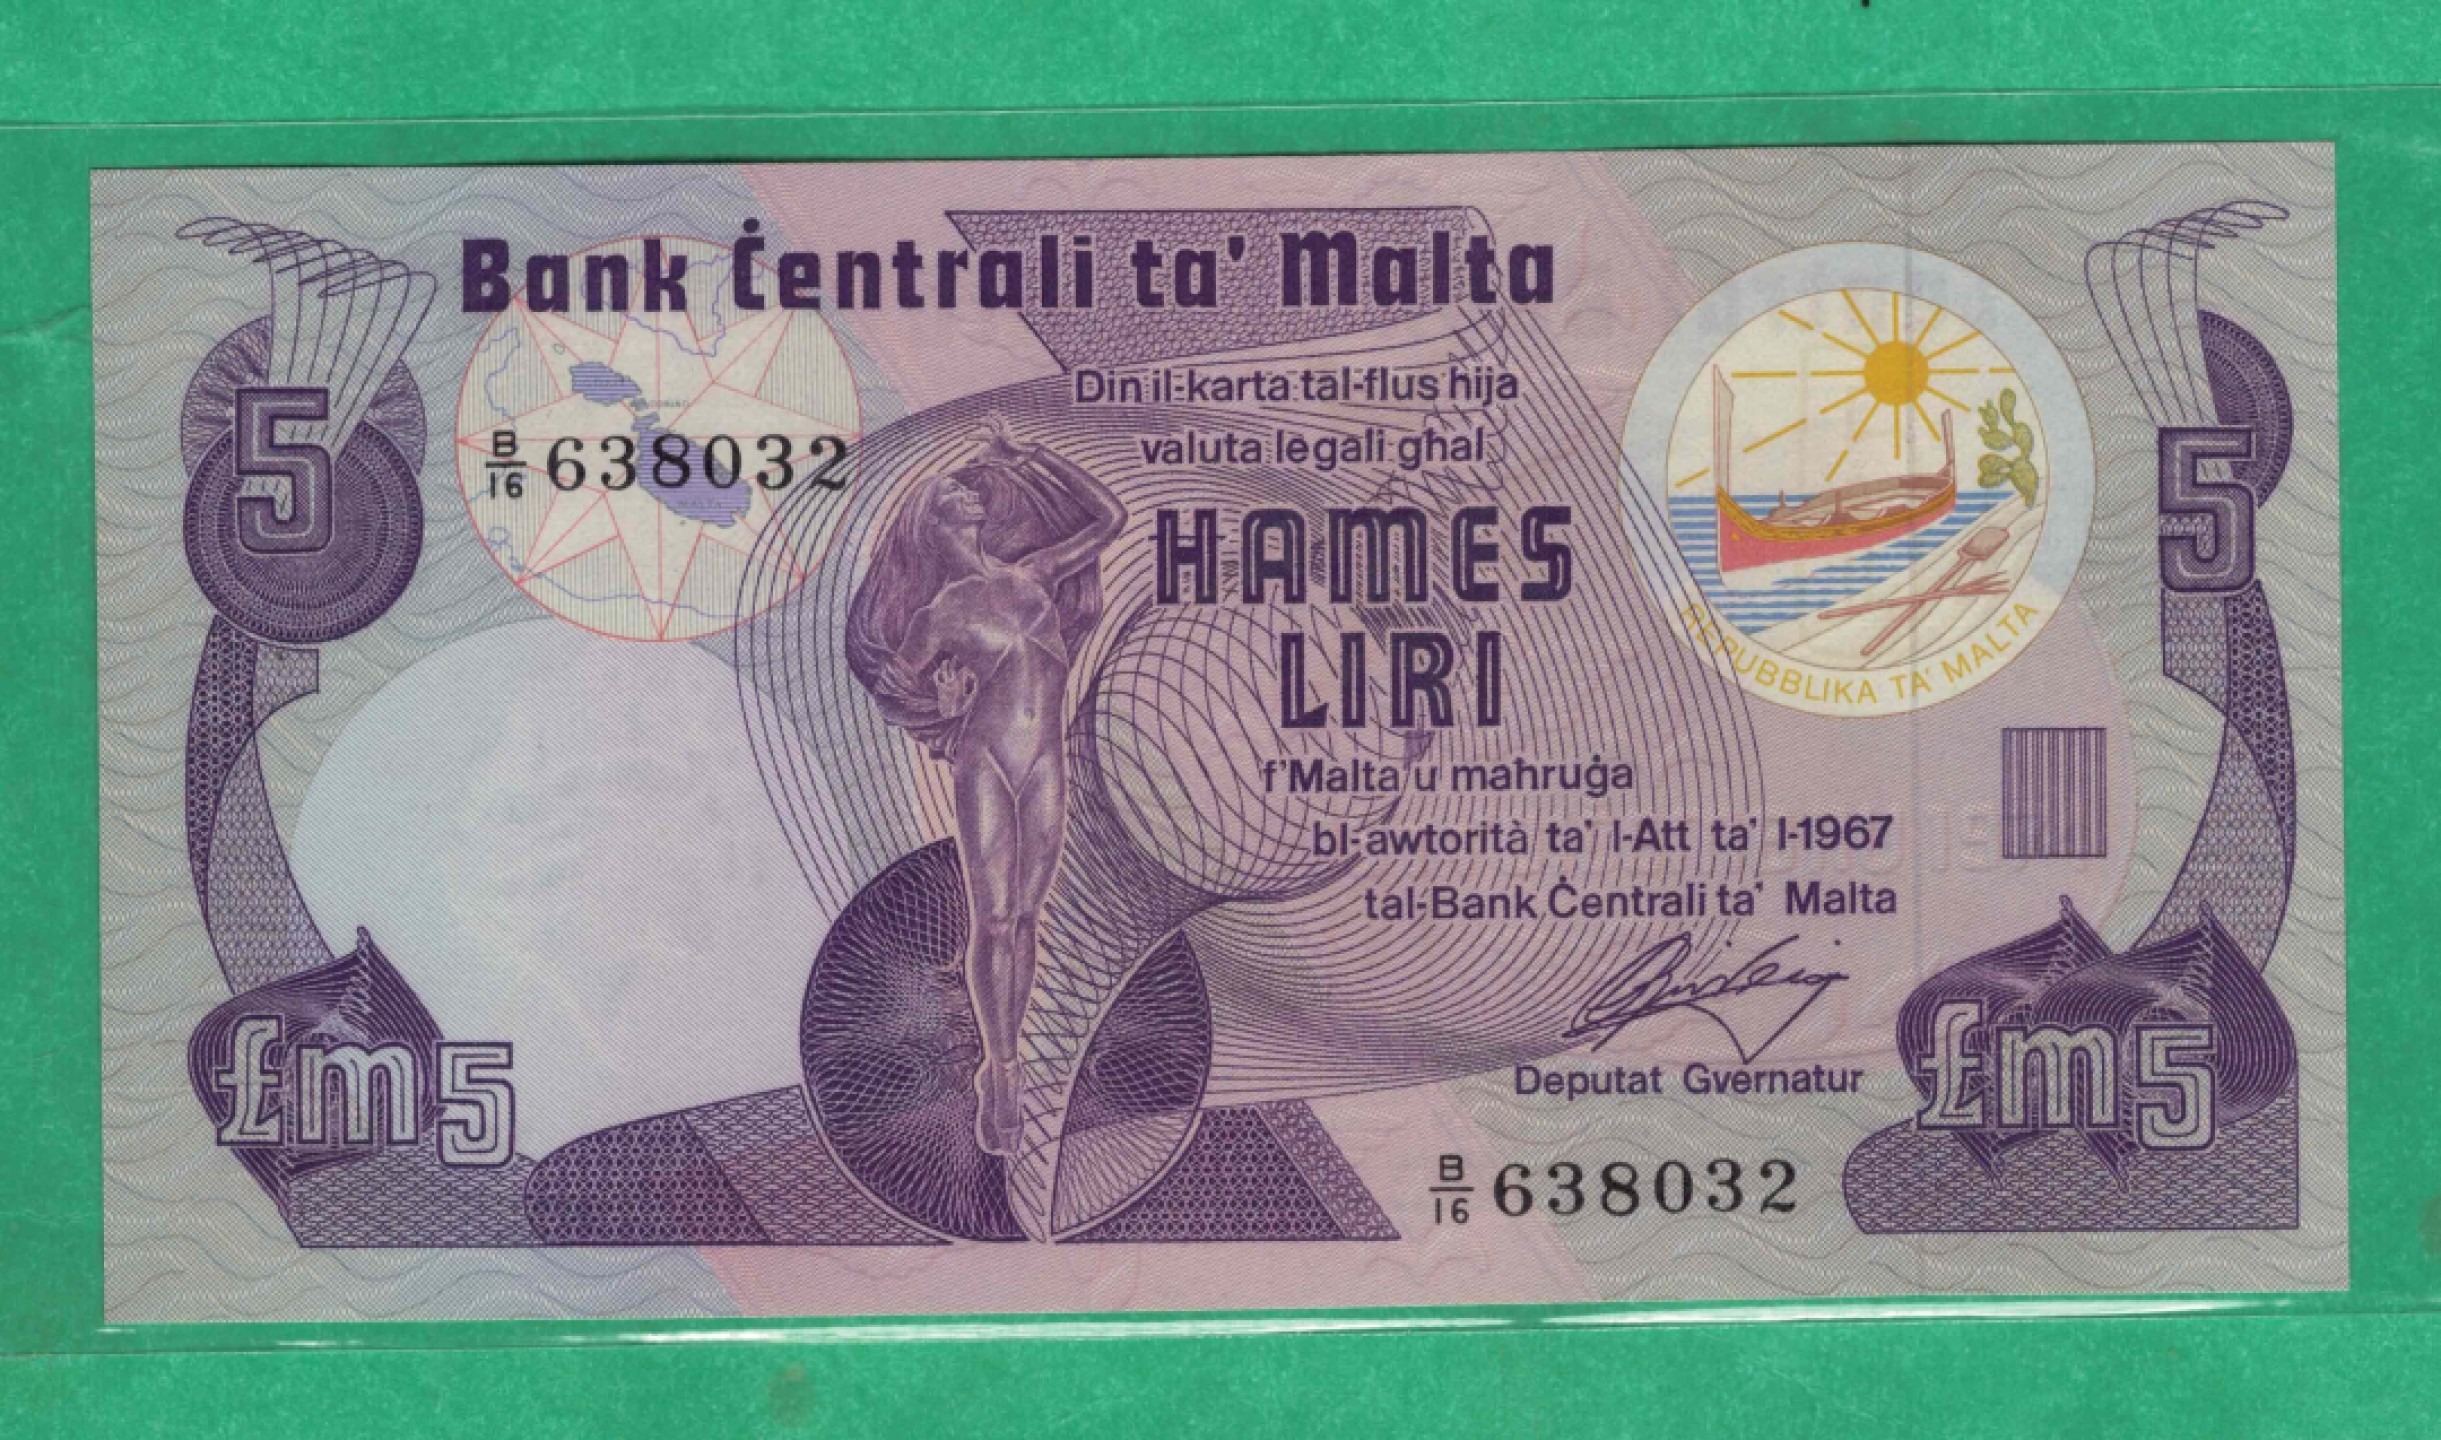 Bank Ċentrali ta' Malta
5
5
Din il-karta tal-flus hija
B/16 638032
valuta legali għal
HAMES
LIRI
REPUBBLIKA TA' MALTA
f'Malta u maħruġa
bl-awtorità ta' l-Att ta' l-1967
tal-Bank Ċentrali ta' Malta
Deputat Gvernatur
£m5
£m5
B/16 638032